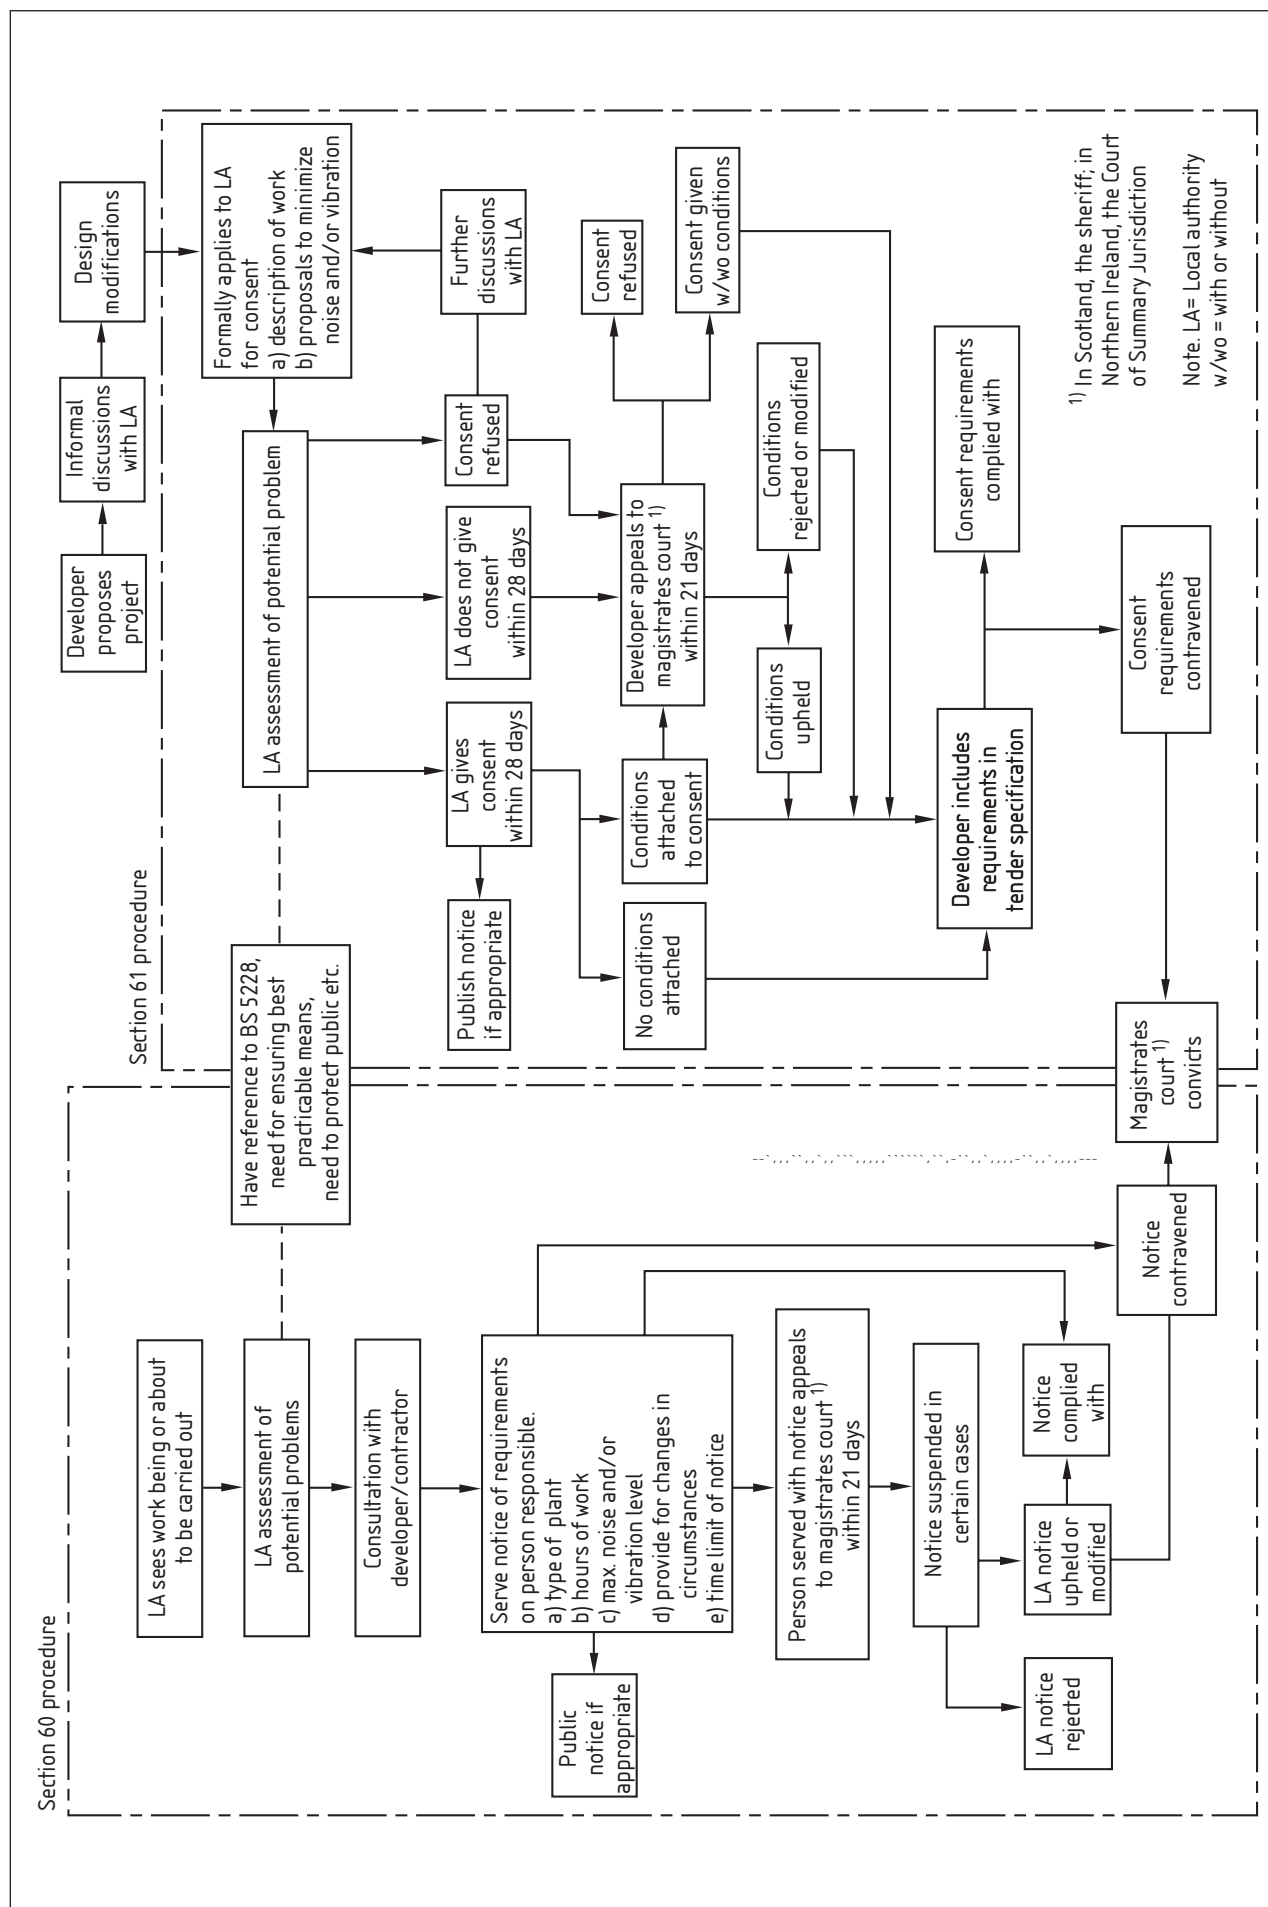 Section 60 procedure
LA sees work being or about
to be carried out
LA assessment of
potential problems
Consultation with
developer/contractor
Serve notice of requirements
on person responsible.
a) type of plant
b) hours of work
c) max. noise and/or
vibration level
d) provide for changes in
circumstances
e) time limit of notice
Public
notice if
appropriate
Person served with notice appeals
to magistrates court 1)
within 21 days
Notice suspended in
certain cases
LA notice
rejected
LA notice
upheld or
modified
Notice
complied
with
Notice
contravened
Have reference to BS 5228,
need for ensuring best
practicable means,
need to protect public etc.
Magistrates
court 1)
convicts
Section 61 procedure
Developer
proposes
project
Informal
discussions
with LA
Design
modifications
Formally applies to LA
for consent
a) description of work
b) proposals to minimize
noise and/or vibration
LA assessment of potential problem
LA gives
consent
within 28 days
LA does not give
consent
within 28 days
Consent
refused
Further
discussions
with LA
Publish notice
if appropriate
No conditions
attached
Conditions
attached
to consent
Developer appeals to
magistrates court 1)
within 21 days
Consent
refused
Consent given
w/wo conditions
Conditions
upheld
Conditions
rejected or modified
Developer includes
requirements in
tender specification
Consent requirements
complied with
Consent
requirements
contravened
1) In Scotland, the sheriff; in
Northern Ireland, the Court
of Summary Jurisdiction
Note. LA= Local authority
w/wo = with or without